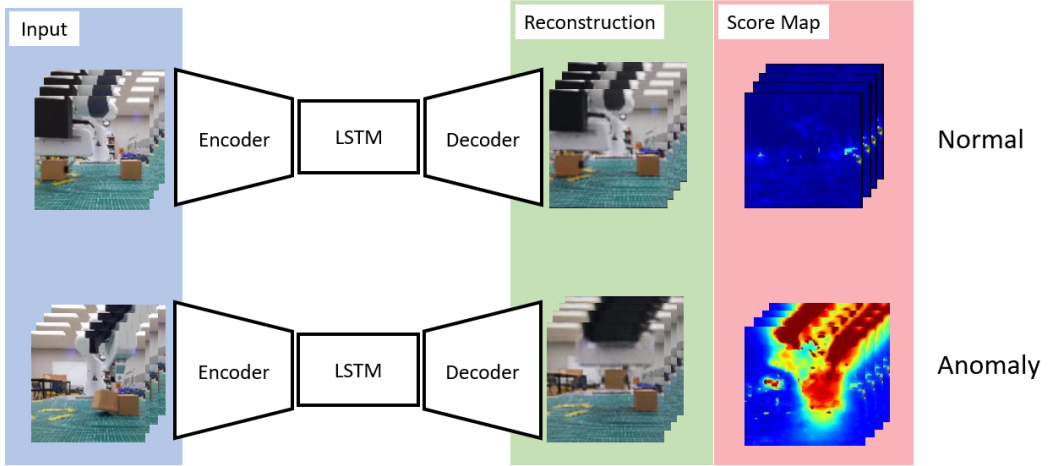 Input
Reconstruction
Score Map
Encoder
LSTM
Decoder
Normal
Encoder
LSTM
Decoder
Anomaly